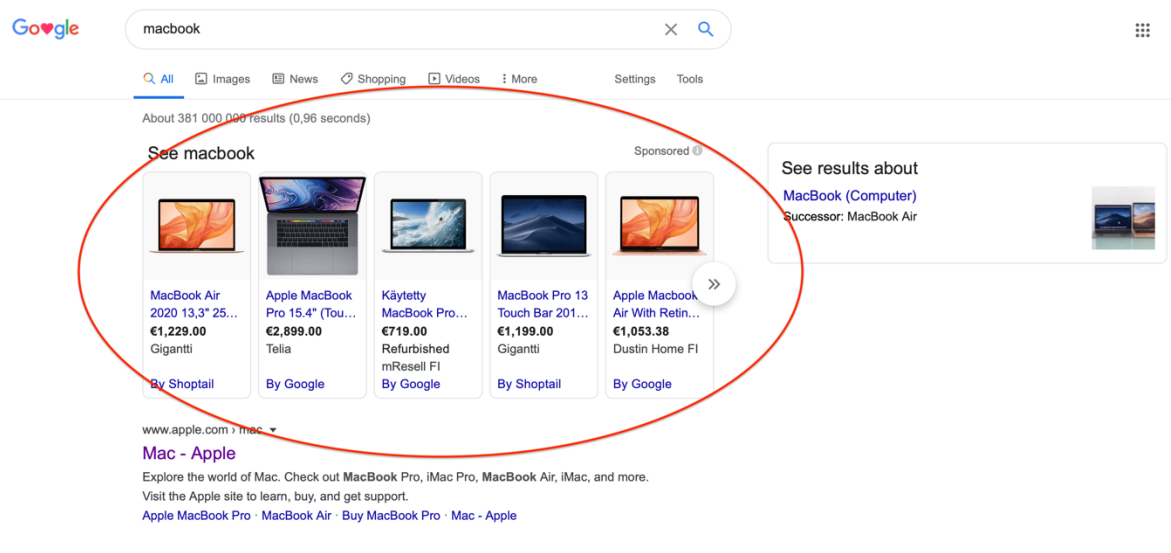 Google
macbook
All Images News Shopping Videos More Settings Tools
About 381 000 000 results (0,96 seconds)
See macbook
Sponsored
MacBook Air
2020 13,3" 25...
€1,229.00
Gigantti
By Shoptail
Apple MacBook
Pro 15.4" (Tou...
€2,899.00
Telia
By Google
Käytetty
MacBook Pro...
€719.00
Refurbished
mResell FI
By Google
MacBook Pro 13
Touch Bar 201...
€1,199.00
Gigantti
By Shoptail
Apple Macbook
Air With Retin...
€1,053.38
Dustin Home FI
By Google
See results about
MacBook (Computer)
Successor: MacBook Air
www.apple.com › mac
Mac - Apple
Explore the world of Mac. Check out MacBook Pro, iMac Pro, MacBook Air, iMac, and more.
Visit the Apple site to learn, buy, and get support.
Apple MacBook Pro · MacBook Air · Buy MacBook Pro · Mac - Apple